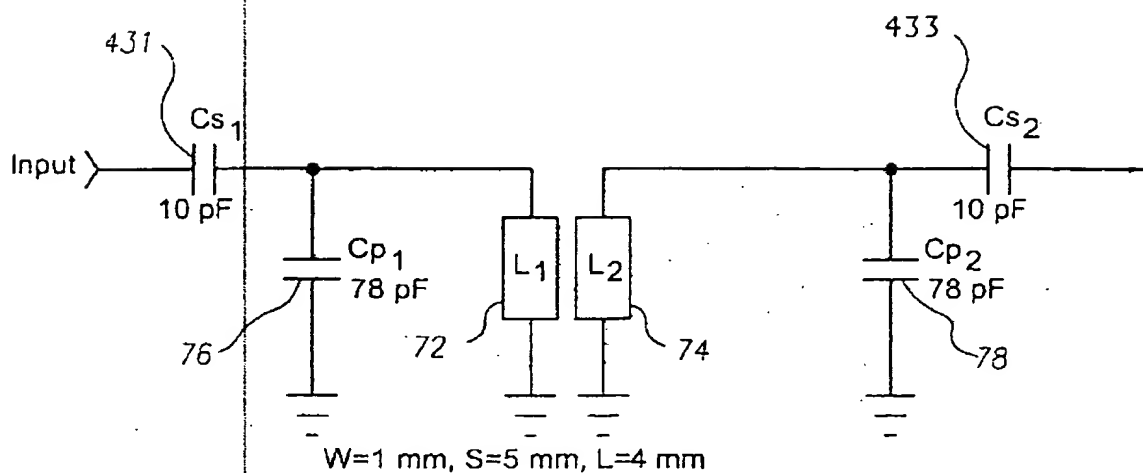 431
433
Cs1
Cs2
Input
10 pF
10 pF
Cp1
78 pF
L1
L2
Cp2
78 pF
76
72
74
78
W=1 mm, S=5 mm, L=4 mm